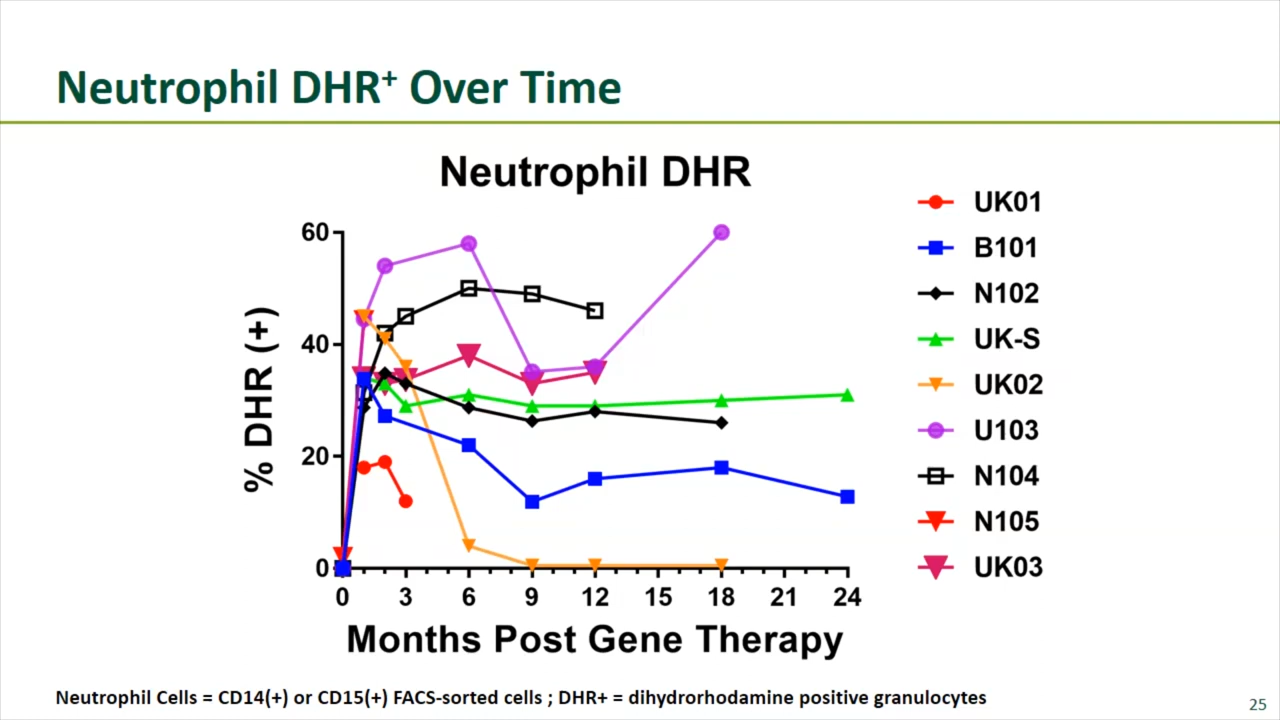 Neutrophil DHR+ Over Time
Neutrophil DHR
% DHR (+)
60
40
20
0
0 3 6 9 12 15 18 21 24
Months Post Gene Therapy
UK01
B101
N102
UK-S
UK02
U103
N104
N105
UK03
Neutrophil Cells = CD14(+) or CD15(+) FACS-sorted cells ; DHR+ = dihydrorhodamine positive granulocytes
25